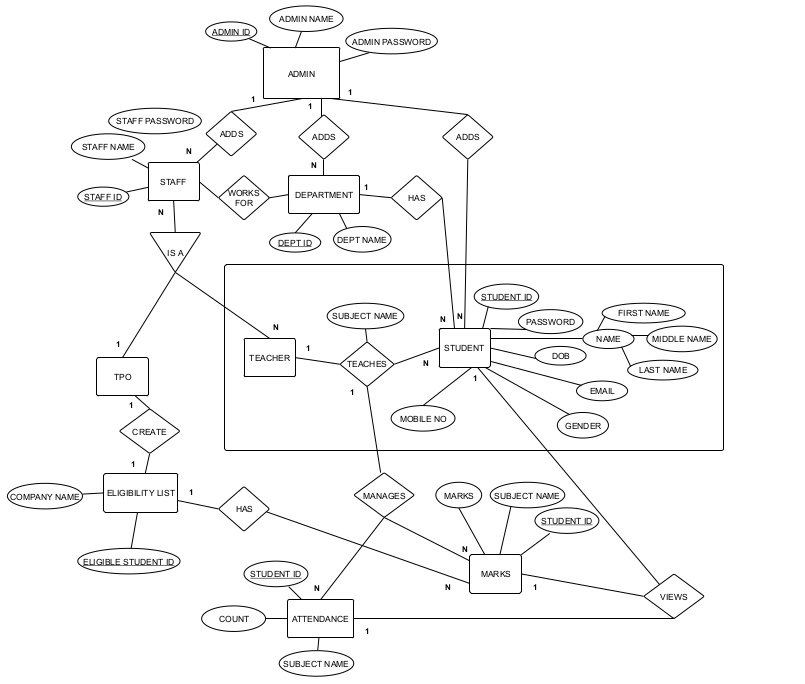 ADMIN NAME
ADMIN ID
ADMIN PASSWORD
ADMIN
1
1
1
STAFF PASSWORD
ADDS
ADDS
ADDS
STAFF NAME
N
N
STAFF
STAFF ID
WORKS
FOR
DEPARTMENT
1
HAS
N
DEPT ID
DEPT NAME
IS A
STUDENT ID
SUBJECT NAME
FIRST NAME
N
N
N
PASSWORD
NAME
MIDDLE NAME
1
TEACHER
1
STUDENT
DOB
TEACHES
N
LAST NAME
TPO
1
1
EMAIL
1
MOBILE NO
GENDER
CREATE
1
1
COMPANY NAME
ELIGIBILITY LIST
MANAGES
MARKS
SUBJECT NAME
HAS
STUDENT ID
ELIGIBLE STUDENT ID
N
STUDENT ID
MARKS
N
N
1
VIEWS
COUNT
ATTENDANCE
1
SUBJECT NAME